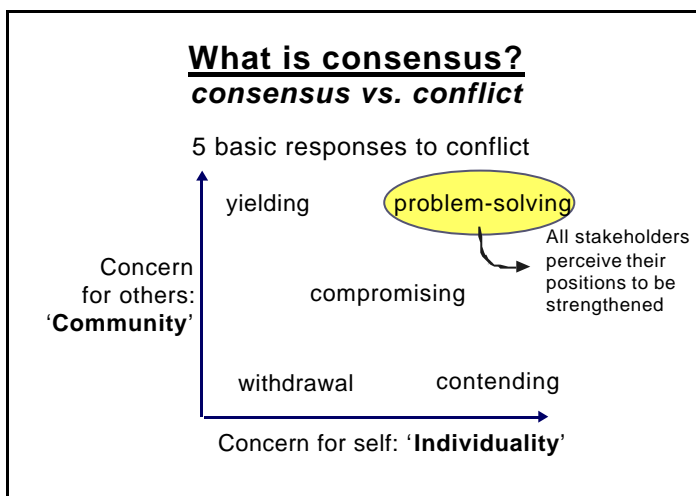 What is consensus?
consensus vs. conflict
5 basic responses to conflict
yielding
problem-solving
All stakeholders
perceive their
positions to be
strengthened
Concern
for others:
‘Community’
compromising
withdrawal
contending
Concern for self: ‘Individuality’